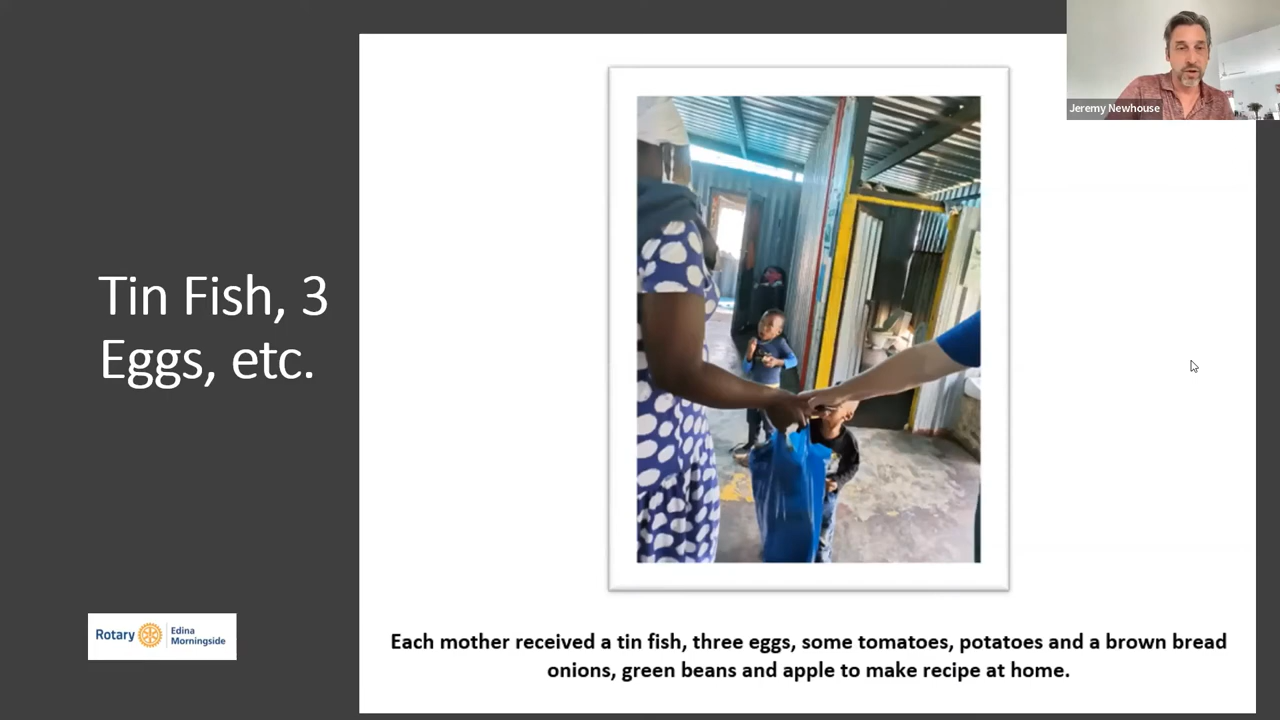 Jeremy Newhouse
Tin Fish, 3
Eggs, etc.
Rotary
Edina
Morningside
Each mother received a tin fish, three eggs, some tomatoes, potatoes and a brown bread
onions, green beans and apple to make recipe at home.